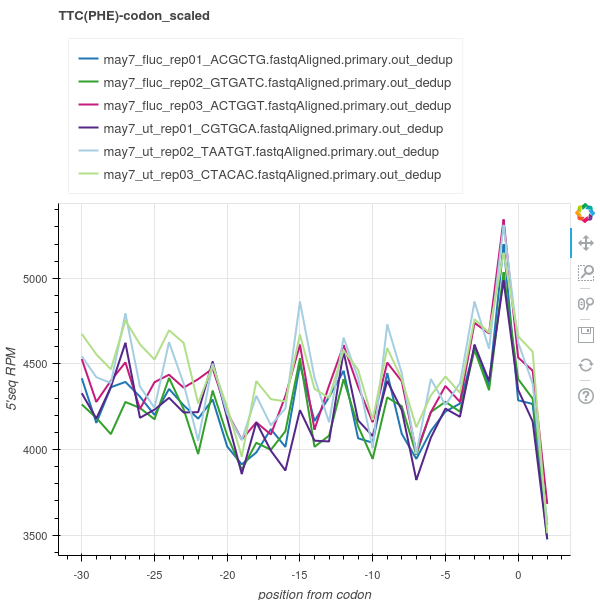 TTC(PHE)-codon_scaled
may7_fluc_rep01_ACGCTG.fastqAligned.primary.out_dedup
may7_fluc_rep02_GTGATC.fastqAligned.primary.out_dedup
may7_fluc_rep03_ACTGGT.fastqAligned.primary.out_dedup
may7_ut_rep01_CGTGCA.fastqAligned.primary.out_dedup
may7_ut_rep02_TAATGT.fastqAligned.primary.out_dedup
may7_ut_rep03_CTACAC.fastqAligned.primary.out_dedup
5'seq RPM
5000
4500
4000
3500
-30 -25 -20 -15 -10 -5 0
position from codon